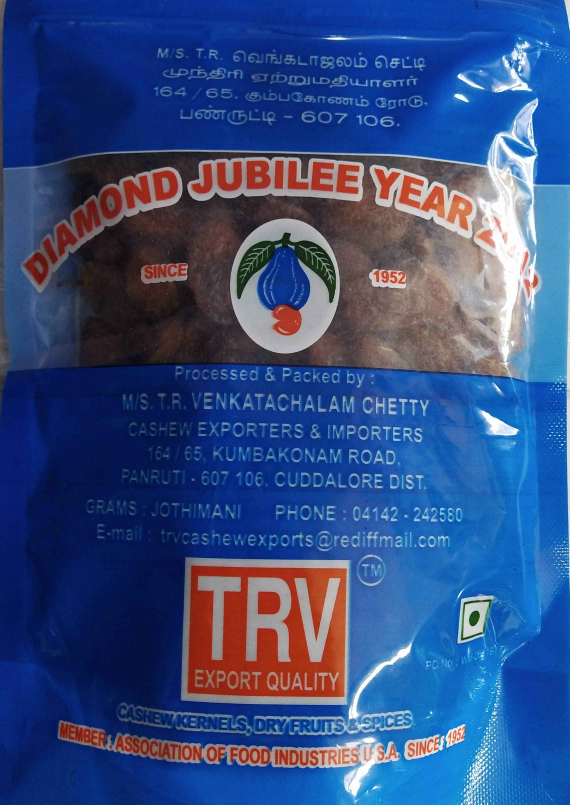 M/S. T.R. வெங்கடாஜலம் செட்டி
முந்திரி ஏற்றுமதியாளர்
164 / 65, கும்பகோணம் ரோடு,
பண்ருட்டி - 607 106.
DIAMOND JUBILEE YEAR 2012
SINCE 1952
Processed & Packed by :
M/S. T.R. VENKATACHALAM CHETTY
CASHEW EXPORTERS & IMPORTERS
164 / 65, KUMBAKONAM ROAD,
PANRUTI - 607 106. CUDDALORE DIST.
GRAMS : JOTHIMANI PHONE : 04142 - 242580
E-mail : trvcashewexports@rediffmail.com
TM
TRV
EXPORT QUALITY
CASHEW KERNELS, DRY FRUITS & SPICES
MEMBER : ASSOCIATION OF FOOD INDUSTRIES U.S.A. SINCE : 1952